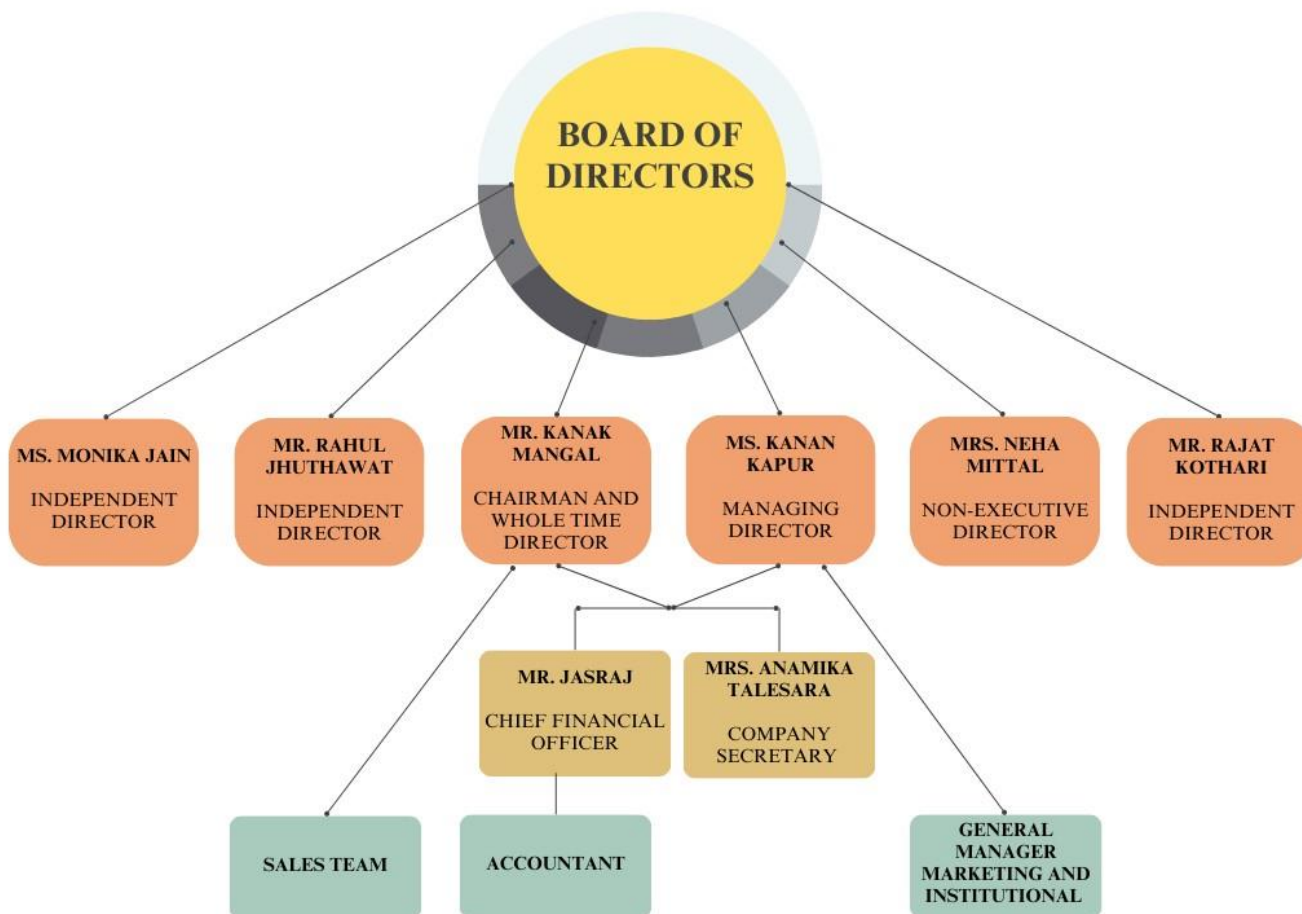 BOARD OF
DIRECTORS
MS. MONIKA JAIN
INDEPENDENT
DIRECTOR
MR. RAHUL
JHUTHAWAT
INDEPENDENT
DIRECTOR
MR. KANAK
MANGAL
CHAIRMAN AND
WHOLE TIME
DIRECTOR
MS. KANAN
KAPUR
MANAGING
DIRECTOR
MRS. NEHA
MITTAL
NON-EXECUTIVE
DIRECTOR
MR. RAJAT
KOTHARI
INDEPENDENT
DIRECTOR
MR. JASRAJ
CHIEF FINANCIAL
OFFICER
MRS. ANAMIKA
TALESARA
COMPANY
SECRETARY
SALES TEAM
ACCOUNTANT
GENERAL
MANAGER
MARKETING AND
INSTITUTIONAL